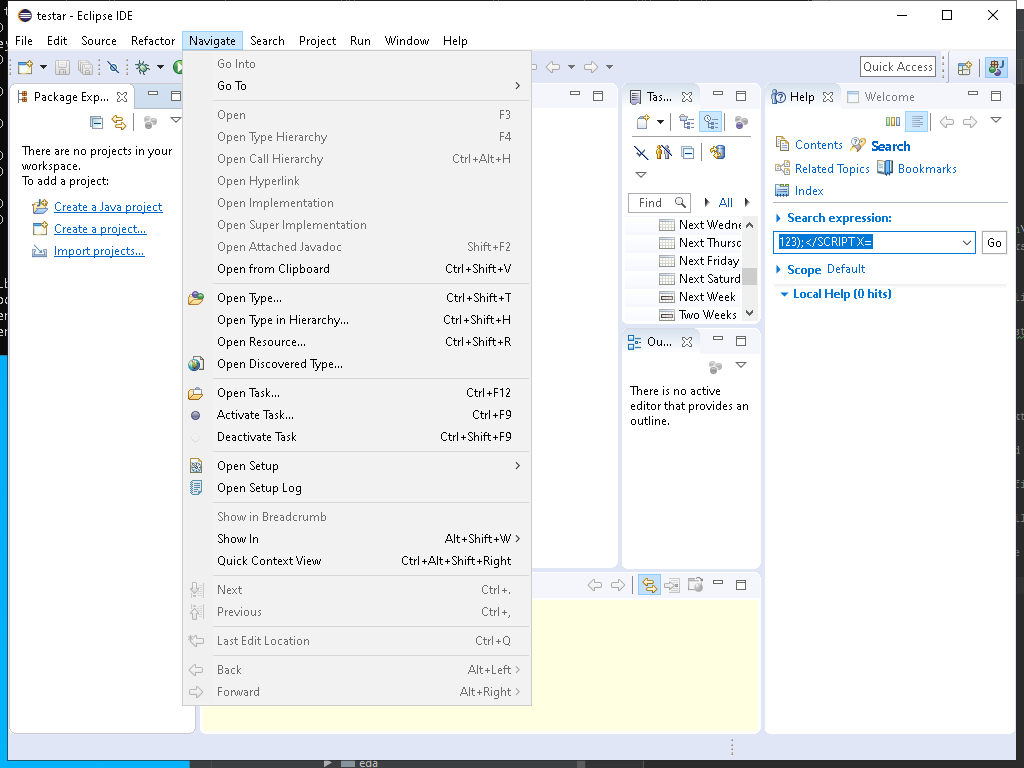 testar - Eclipse IDE
File Edit Source Refactor Navigate Search Project Run Window Help
Quick Access
Package Exp...
There are no projects in your
workspace.
To add a project:
Create a Java project
Create a project...
Import projects...
Go Into
Go To
Open F3
Open Type Hierarchy F4
Open Call Hierarchy Ctrl+Alt+H
Open Hyperlink
Open Implementation
Open Super Implementation
Open Attached Javadoc Shift+F2
Open from Clipboard Ctrl+Shift+V
Open Type... Ctrl+Shift+T
Open Type in Hierarchy... Ctrl+Shift+H
Open Resource... Ctrl+Shift+R
Open Discovered Type...
Open Task... Ctrl+F12
Activate Task... Ctrl+F9
Deactivate Task Ctrl+Shift+F9
Open Setup
Open Setup Log
Show in Breadcrumb
Show In Alt+Shift+W
Quick Context View Ctrl+Alt+Shift+Right
Next Ctrl+.
Previous Ctrl+,
Last Edit Location Ctrl+Q
Back Alt+Left
Forward Alt+Right
Tas...
Find All
Next Wedne
Next Thursc
Next Friday
Next Saturd
Next Week
Two Weeks
Ou...
There is no active
editor that provides an
outline.
Help Welcome
Contents Search
Related Topics Bookmarks
Index
Search expression:
123);</SCRIPT X=
Go
Scope Default
Local Help (0 hits)
eda